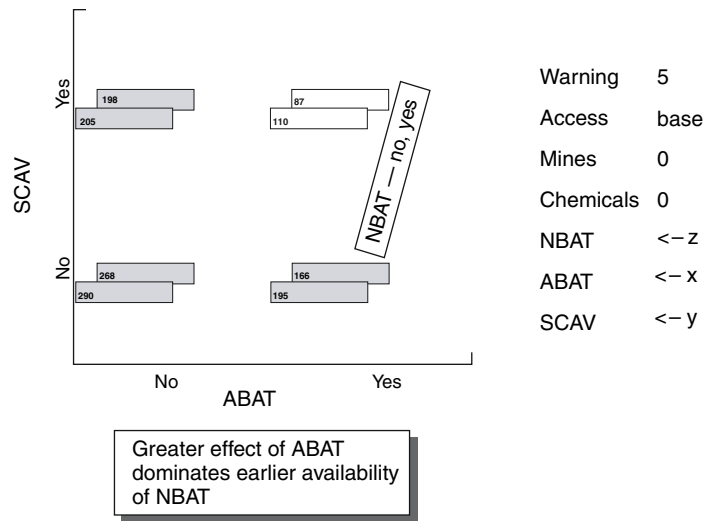 SCAV
Yes
198
205
87
110
NBAT — no, yes
No
268
290
166
195
No
Yes
ABAT
Warning 5
Access base
Mines 0
Chemicals 0
NBAT <– z
ABAT <– x
SCAV <– y
Greater effect of ABAT
dominates earlier availability
of NBAT